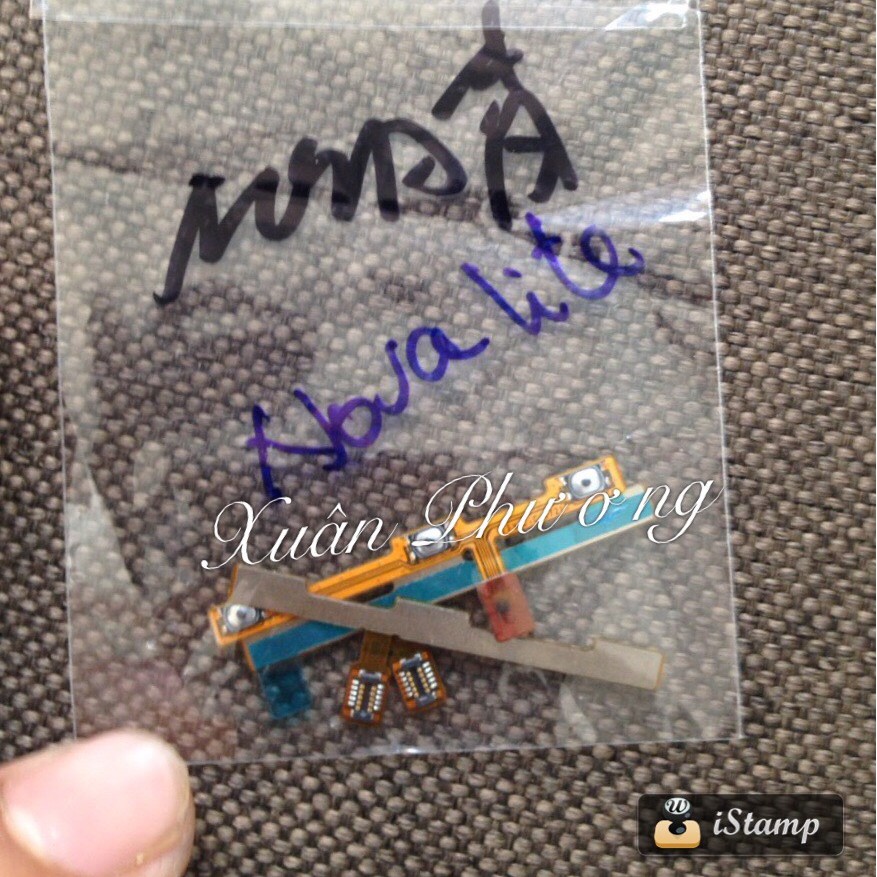 Nova lite
Xuân Phương
iStamp